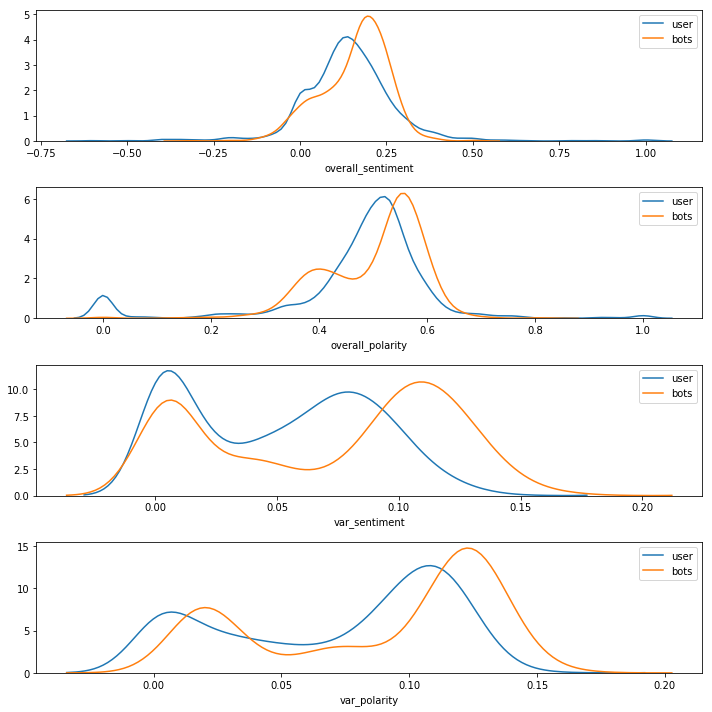 5
4
3
2
1
0
user
bots
−0.75 −0.50 −0.25 0.00 0.25 0.50 0.75 1.00
overall_sentiment
6
4
2
0
user
bots
0.0 0.2 0.4 0.6 0.8 1.0
overall_polarity
10.0
7.5
5.0
2.5
0.0
user
bots
0.00 0.05 0.10 0.15 0.20
var_sentiment
15
10
5
0
user
bots
0.00 0.05 0.10 0.15 0.20
var_polarity